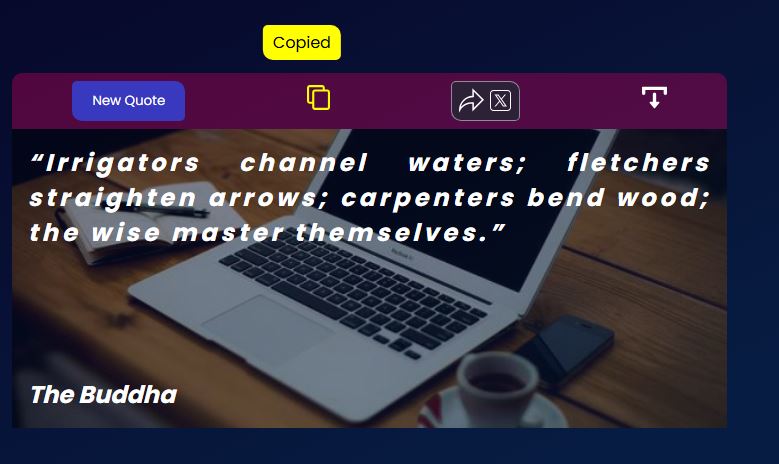 Copied
New Quote
“Irrigators channel waters; fletchers
straighten arrows; carpenters bend wood;
the wise master themselves.”
The Buddha